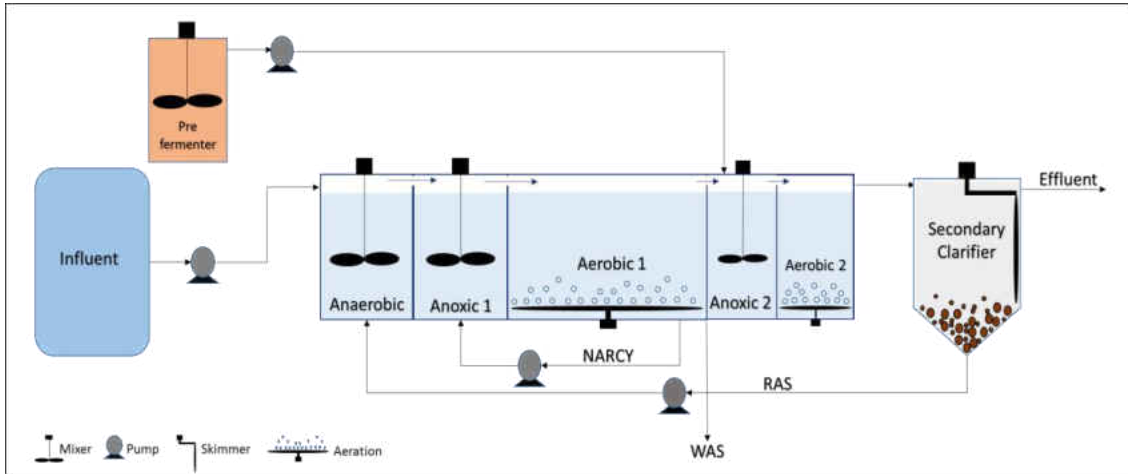 Pre
fermenter
Influent
Anaerobic
Anoxic 1
Aerobic 1
Anoxic 2
Aerobic 2
Secondary
Clarifier
Effluent
NARCY
RAS
WAS
Mixer
Pump
Skimmer
Aeration